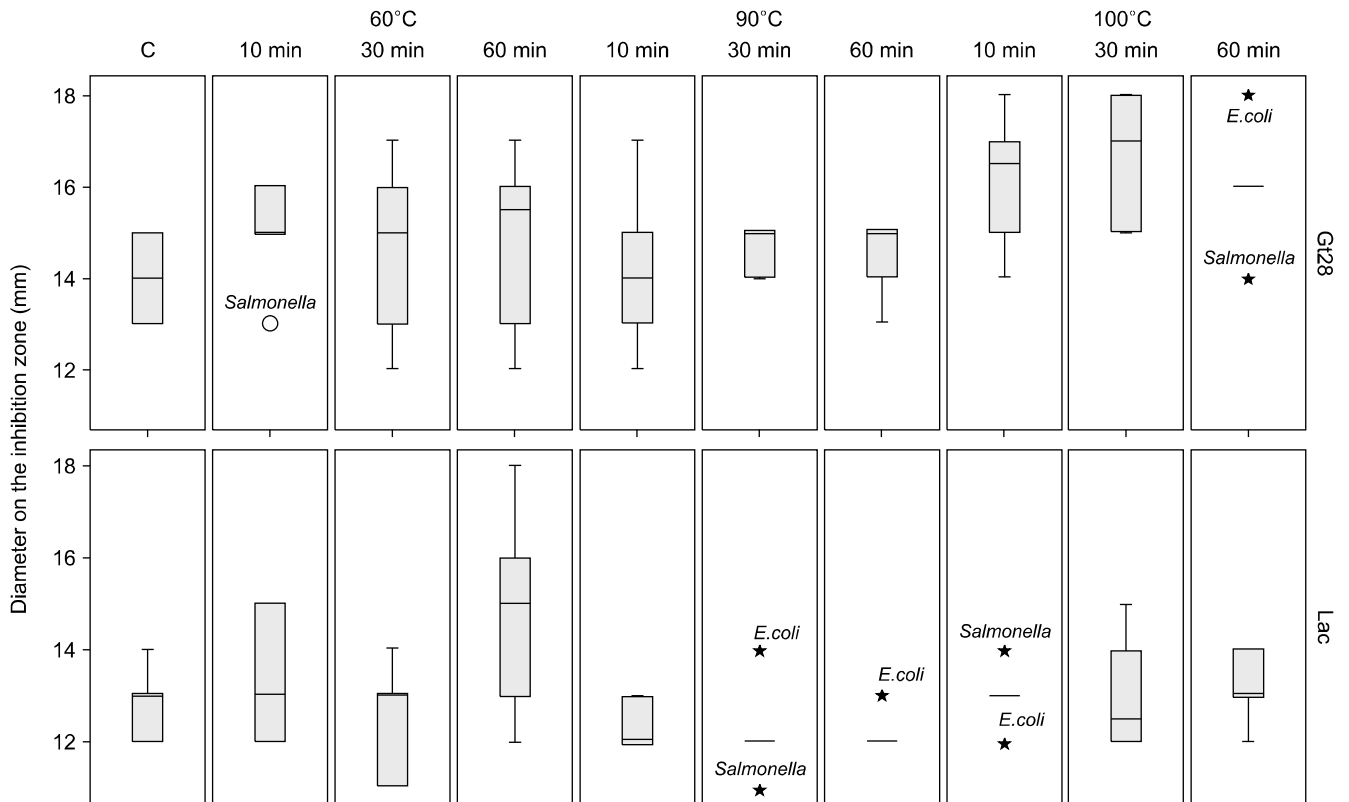 60°C 90°C 100°C
C 10 min 30 min 60 min 10 min 30 min 60 min 10 min 30 min 60 min
Diameter on the inhibition zone (mm)
18
16
14
12
Salmonella
E.coli
Salmonella
Gt28
18
16
14
12
E.coli
Salmonella
E.coli
Salmonella
E.coli
Lac